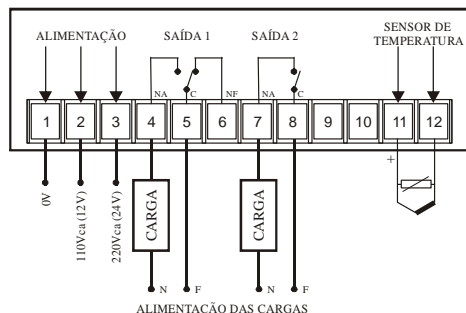 ALIMENTAÇÃO SAÍDA 1 SAÍDA 2 SENSOR DE TEMPERATURA
NA C NF NA C
1 2 3 4 5 6 7 8 9 10 11 12
+
0V
110Vca (12V)
220Vca (24V)
CARGA
CARGA
N F N F
ALIMENTAÇÃO DAS CARGAS